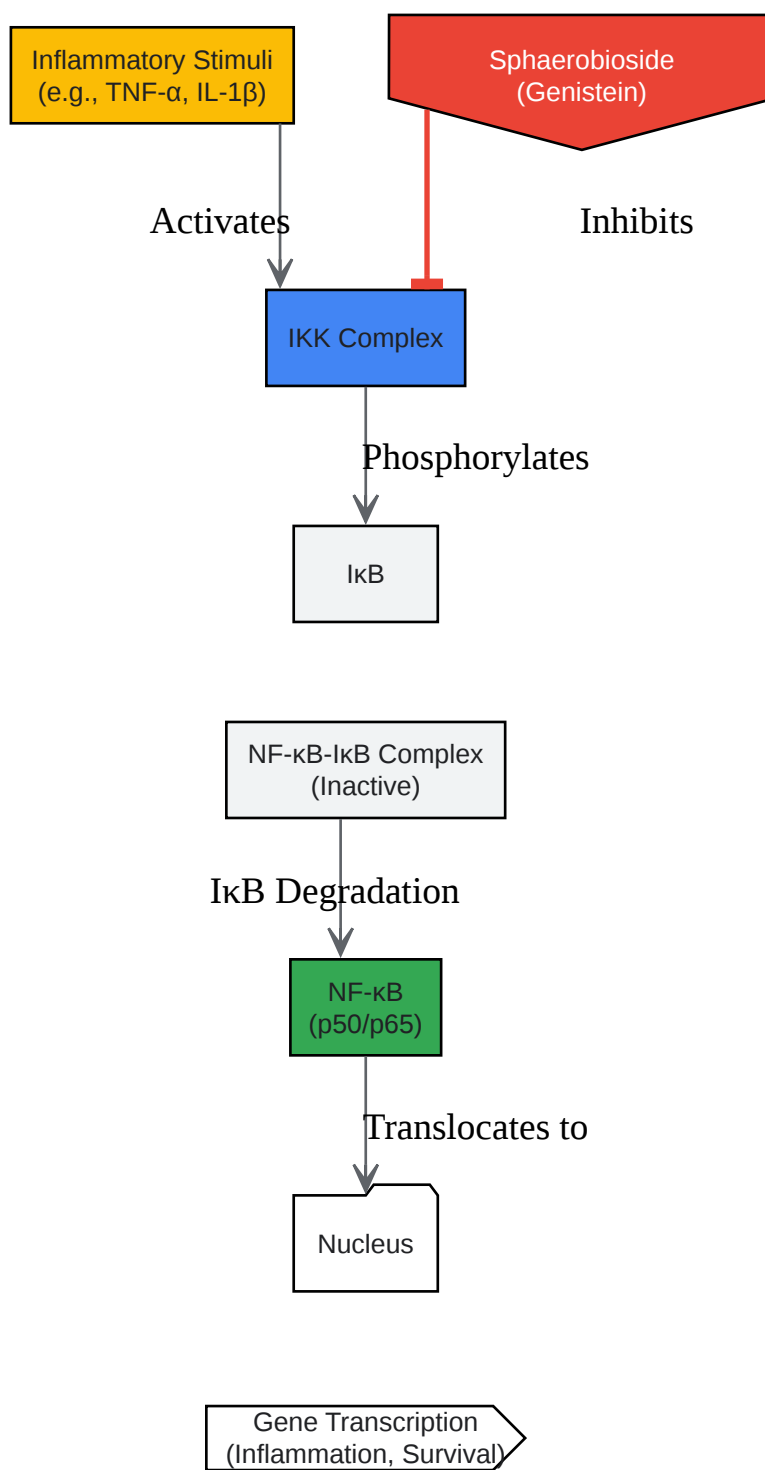 Inflammatory Stimuli
(e.g., TNF-α, IL-1β)
Sphaerobioside
(Genistein)
Activates
Inhibits
IKK Complex
Phosphorylates
IκB
NF-κB-IκB Complex
(Inactive)
IκB Degradation
NF-κB
(p50/p65)
Translocates to
Nucleus
Gene Transcription
(Inflammation, Survival)